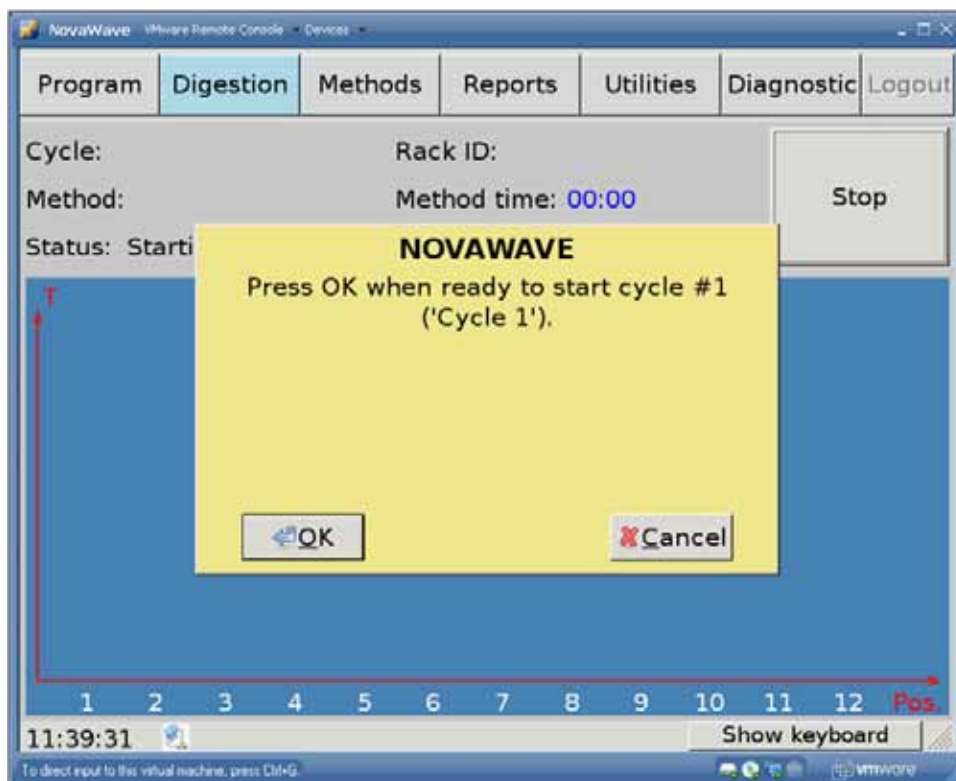 NovaWave VMware Remote Console Devices
Program Digestion Methods Reports Utilities Diagnostic Logout
Cycle: Rack ID:
Method: Method time: 00:00
Stop
Status: Starti
NOVAWAVE
Press OK when ready to start cycle #1
('Cycle 1').
OK Cancel
T
1 2 3 4 5 6 7 8 9 10 11 12 Pos.
11:39:31 Show keyboard
To direct input to this virtual machine, press Ctrl+G. vmware